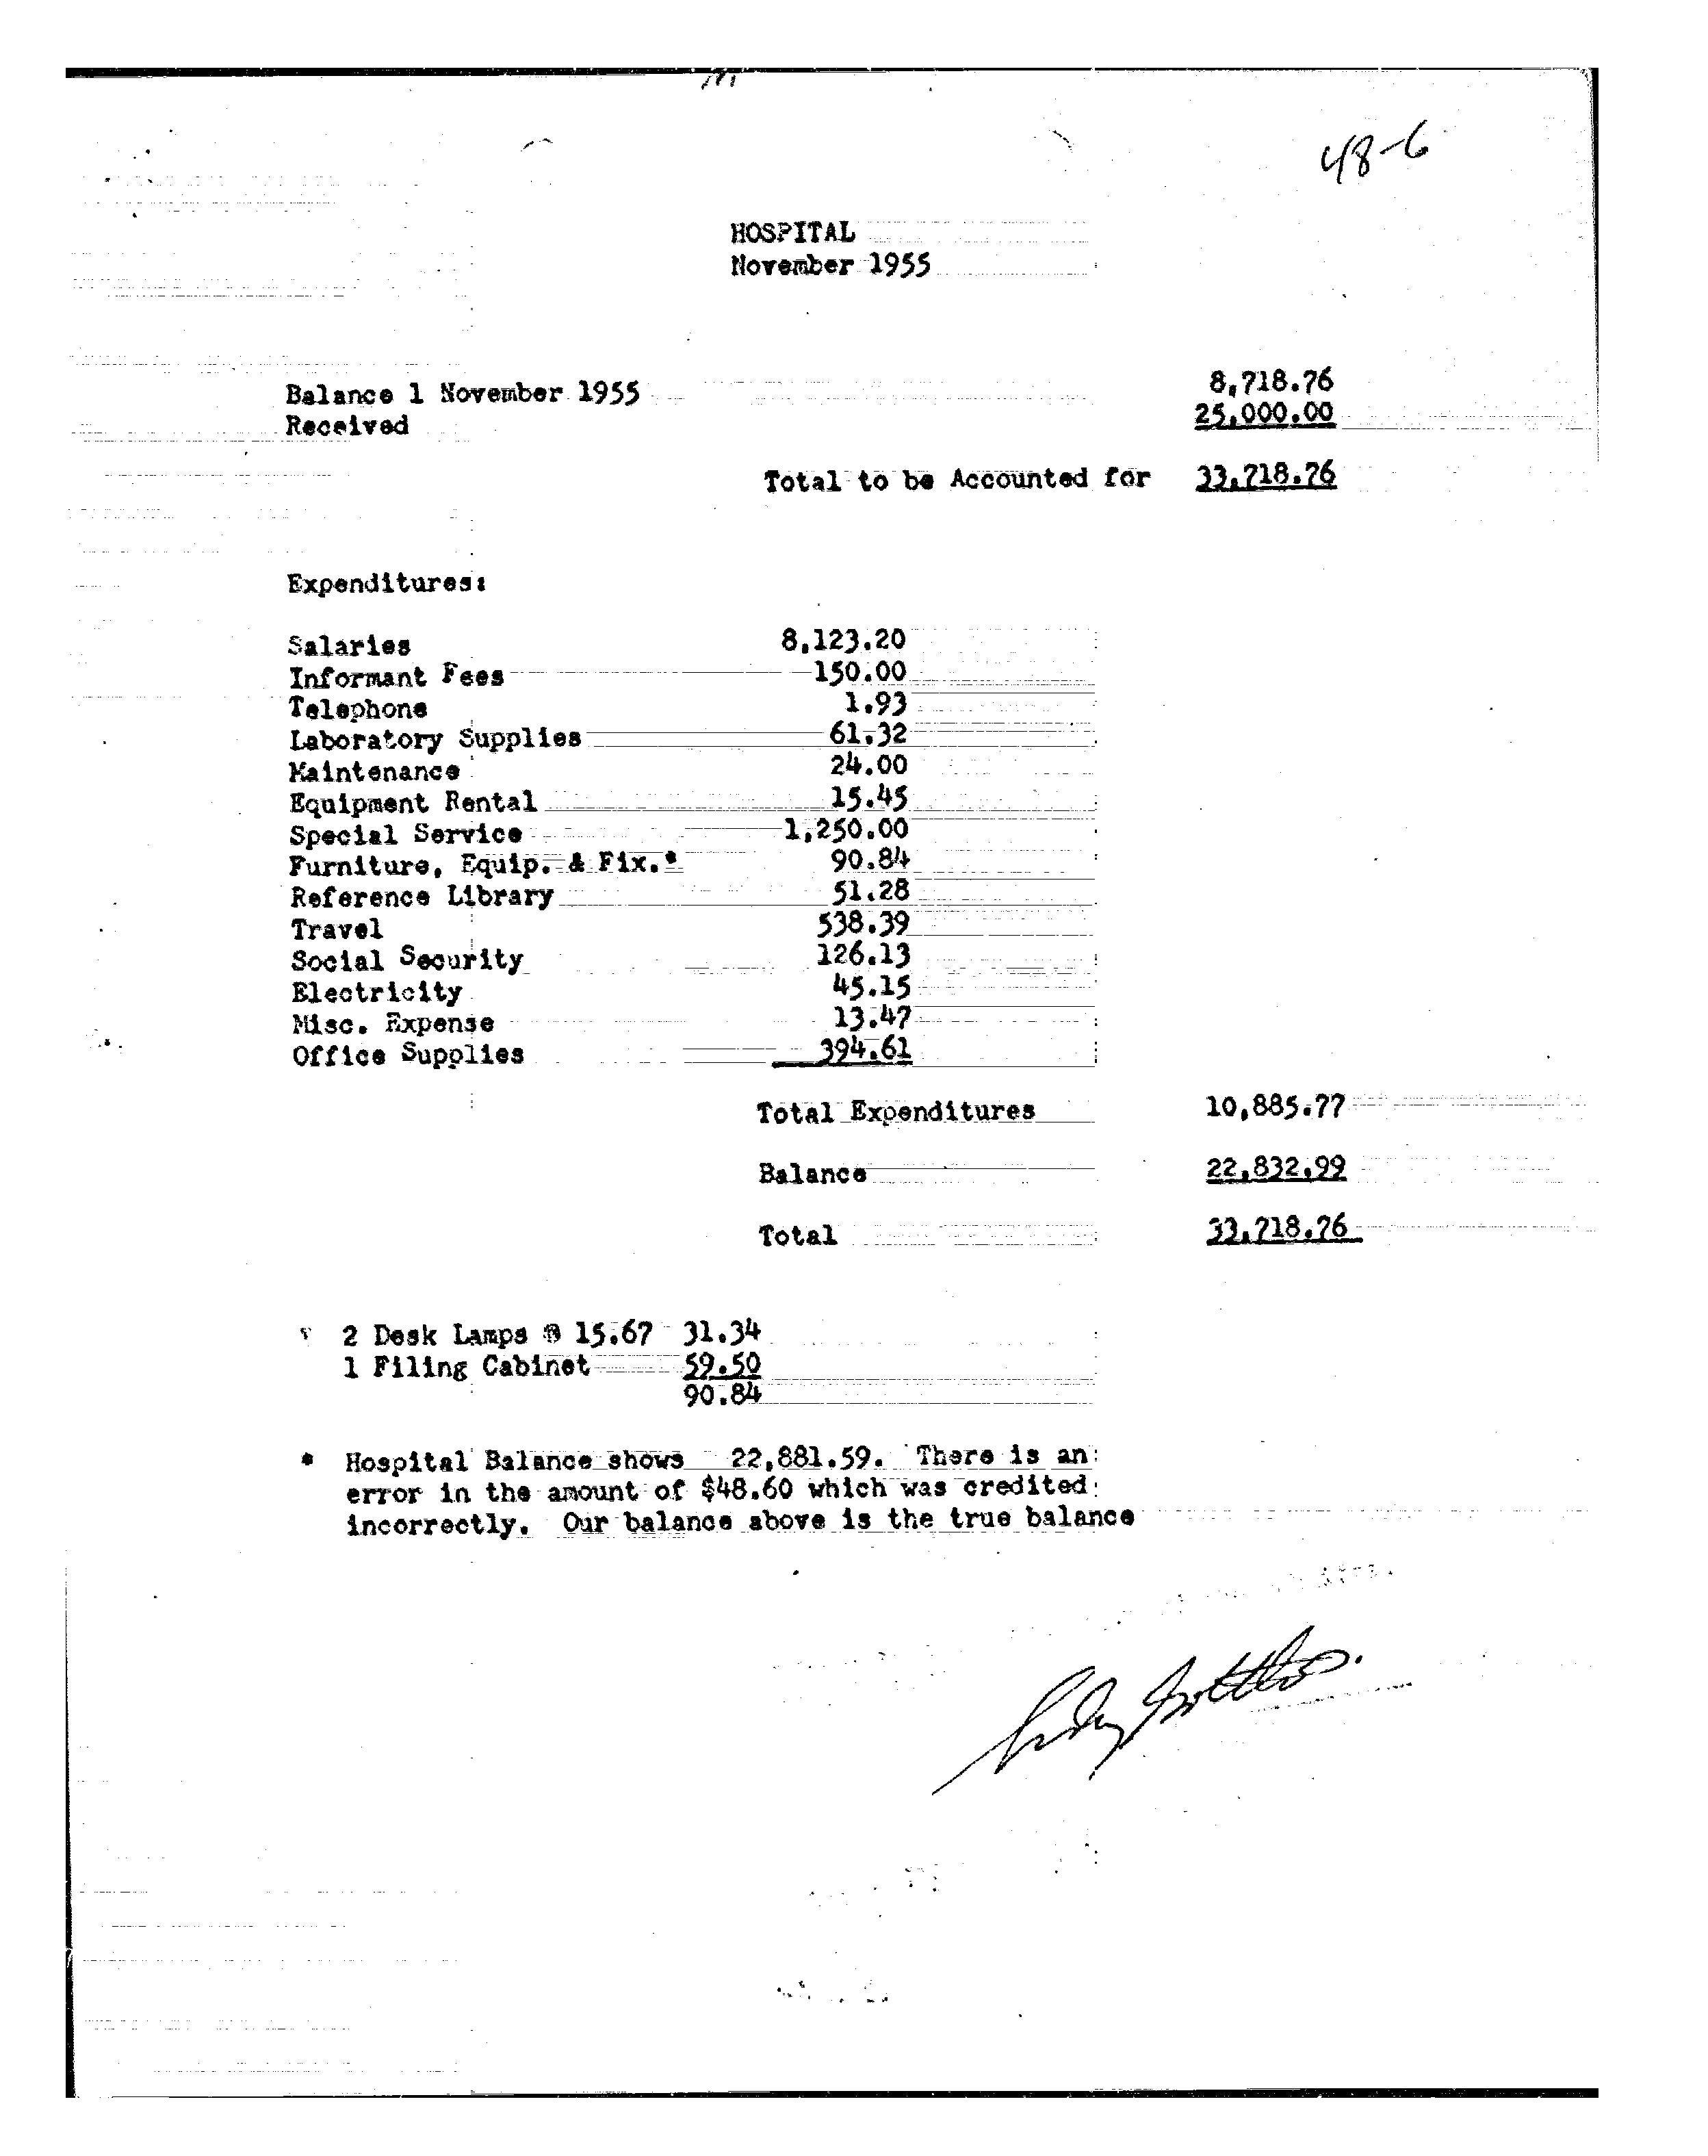 48-6
HOSPITAL
November 1955
Balance 1 November 1955 8,718.76
Received 25,000.00
Total to be Accounted for 33,718.76
Expenditures:
Salaries 8,123.20
Informant Fees 150.00
Telephone 1.93
Laboratory Supplies 61.32
Maintenance 24.00
Equipment Rental 15.45
Special Service 1,250.00
Furniture, Equip. & Fix.* 90.84
Reference Library 51.28
Travel 538.39
Social Security 126.13
Electricity 45.15
Misc. Expense 13.47
Office Supplies 394.61
Total Expenditures 10,885.77
Balance 22,832.99
Total 33,718.76
2 Desk Lamps @ 15.67 31.34
1 Filing Cabinet 59.50
90.84
* Hospital Balance shows 22,881.59. There is an
error in the amount of $48.60 which was credited
incorrectly. Our balance above is the true balance